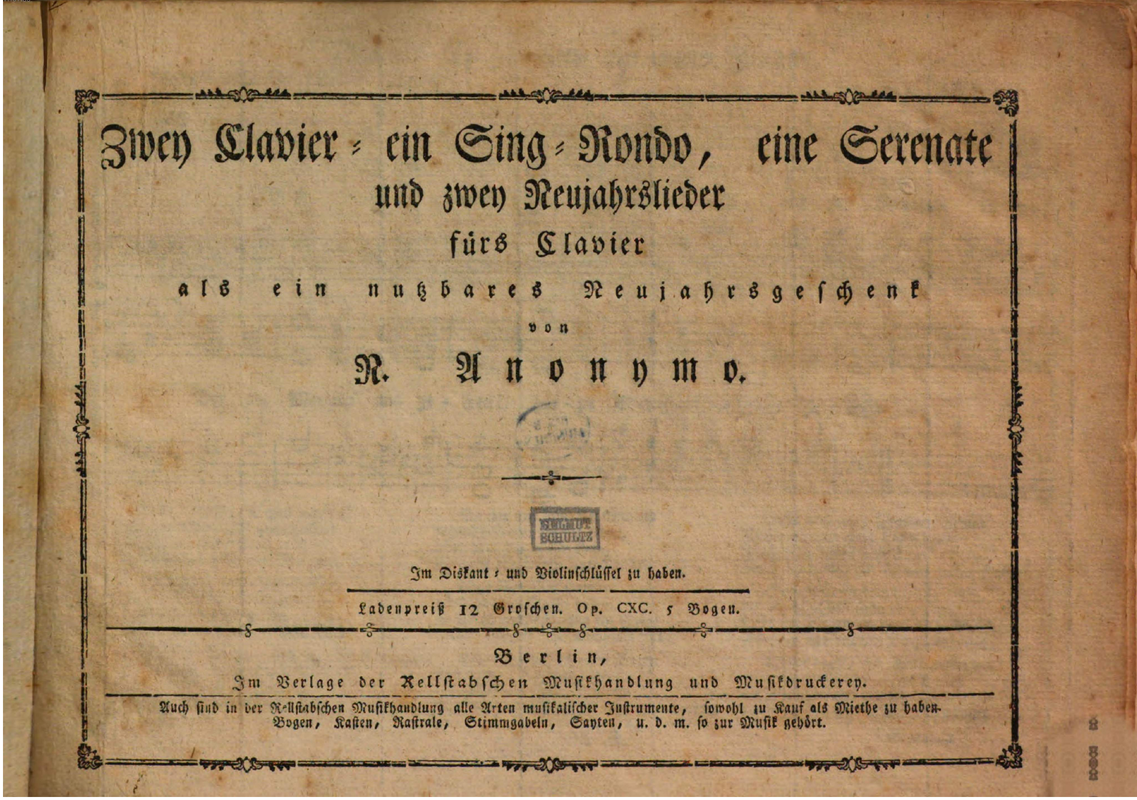 Zwey Clavier- ein Sing-Rondo, eine Serenate
und zwey Neujahrslieder
fürs Clavier
als ein nutzbares Neujahrsgeschenk
von
N. Anonymo.
HELMUT
SCHULTZ
Im Diskant- und Violinschlüssel zu haben.
Ladenpreiß 12 Groschen. Op. CXC. 5 Bogen.
Berlin,
Im Verlage der Rellstabschen Musikhandlung und Musikdruckerey.
Auch sind in der Rellstabschen Musikhandlung alle Arten musikalischer Instrumente, sowohl zu Kauf als Miethe zu haben.
Bogen, Kasten, Rastrale, Stimmgabeln, Sayten, u. d. m. so zur Musik gehört.